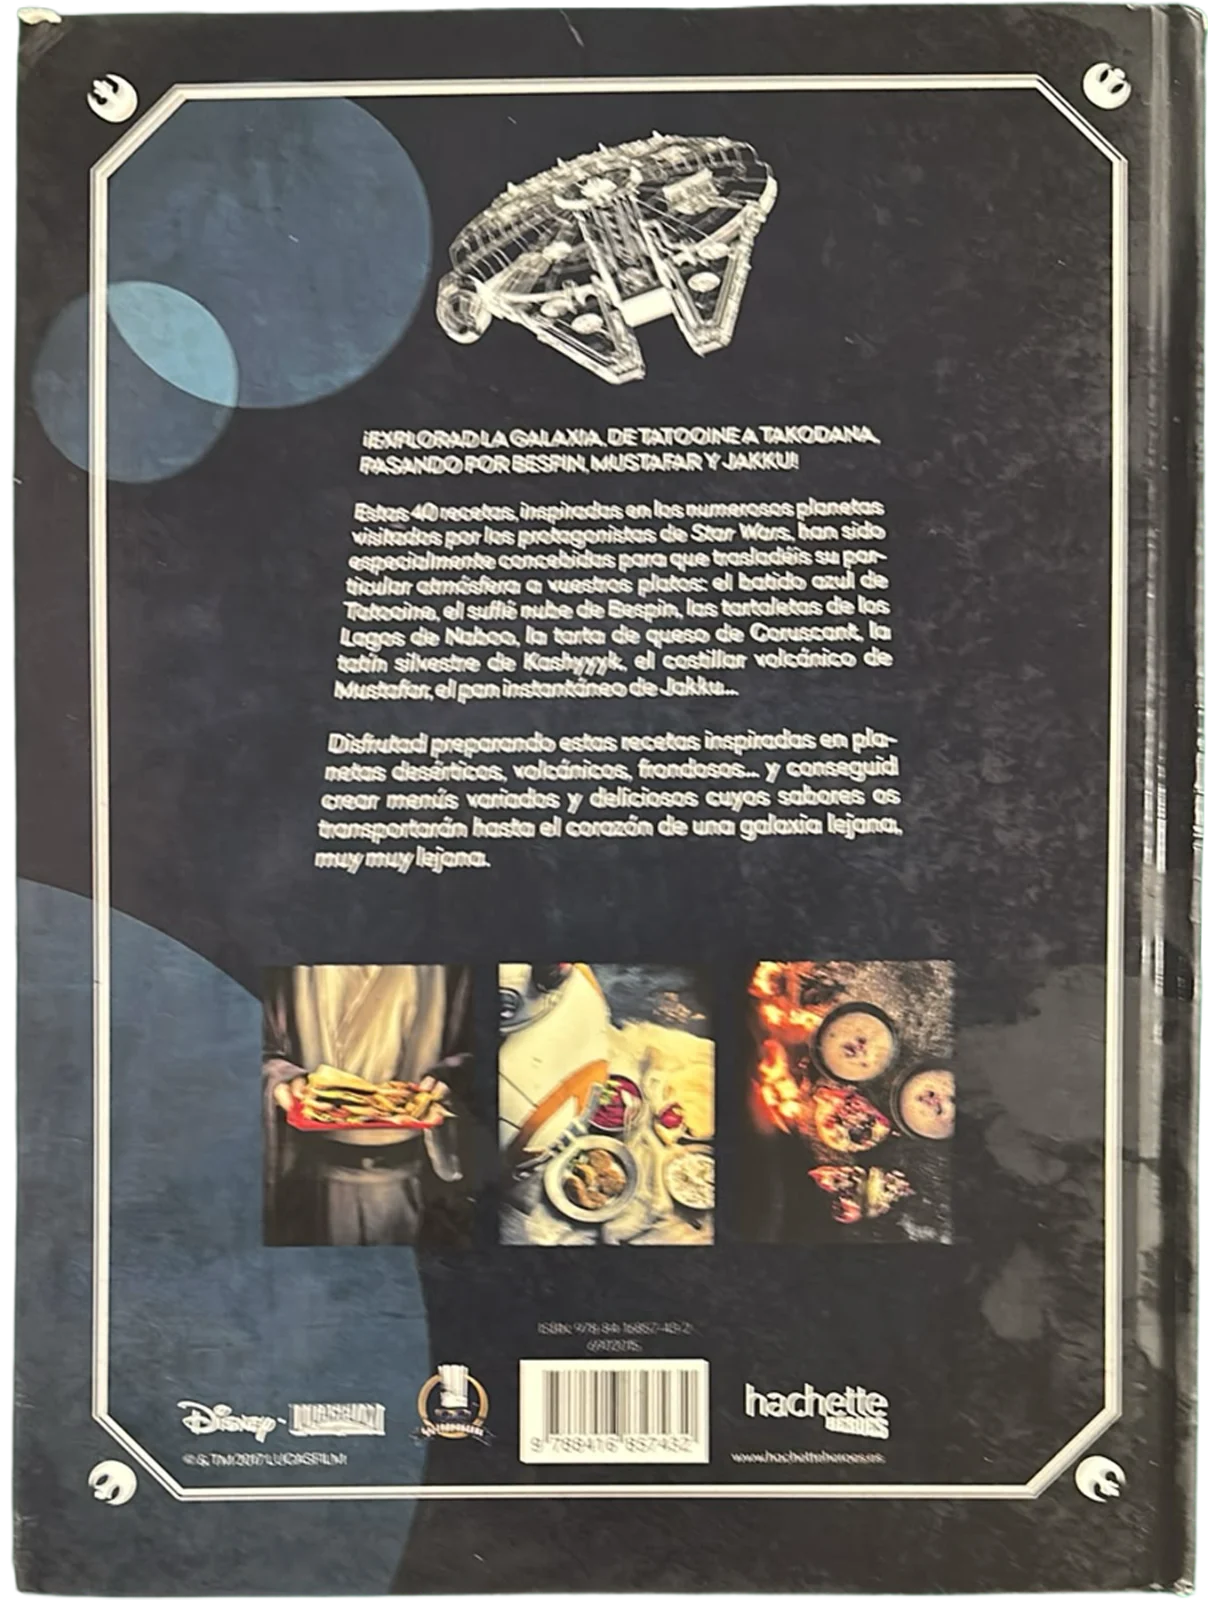 ¡EXPLORAD LA GALAXIA, DE TATOOINE A TAKODANA,
PASANDO POR BESPIN, MUSTAFAR Y JAKKU!
Estas 40 recetas, inspiradas en los numerosos planetas
visitados por los protagonistas de Star Wars, han sido
especialmente concebidas para que trasladéis su par-
ticular atmósfera a vuestros platos: el batido azul de
Tatooine, el suflé nube de Bespin, las tartaletas de los
Lagos de Naboo, la tarta de queso de Coruscant, la
tatin silvestre de Kashyyyk, el costillar volcánico de
Mustafar, el pan instantáneo de Jakku...
Disfrutad preparando estas recetas inspiradas en pla-
netas desérticos, volcánicos, frondosos... y conseguid
crear menús variados y deliciosos cuyos sabores os
transportarán hasta el corazón de una galaxia lejana,
muy muy lejana.
ISBN: 978-84-16857-43-2
Disney
hachette
HEROES
9 788416 857432
© & TM 2017 LUCASFILM
www.hachetteheroes.es